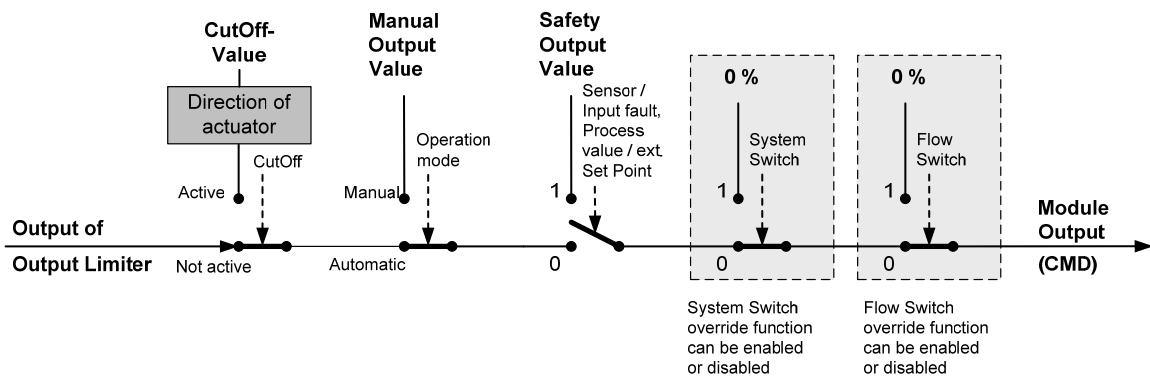 CutOff-
Value
Direction of
actuator
CutOff
Active
Not active
Output of
Output Limiter
Manual
Output
Value
Operation
mode
Manual
Automatic
Safety
Output
Value
Sensor /
Input fault,
Process
value / ext.
Set Point
1
0
0 %
System
Switch
1
0
System Switch
override function
can be enabled
or disabled
0 %
Flow
Switch
1
0
Flow Switch
override function
can be enabled
or disabled
Module
Output
(CMD)